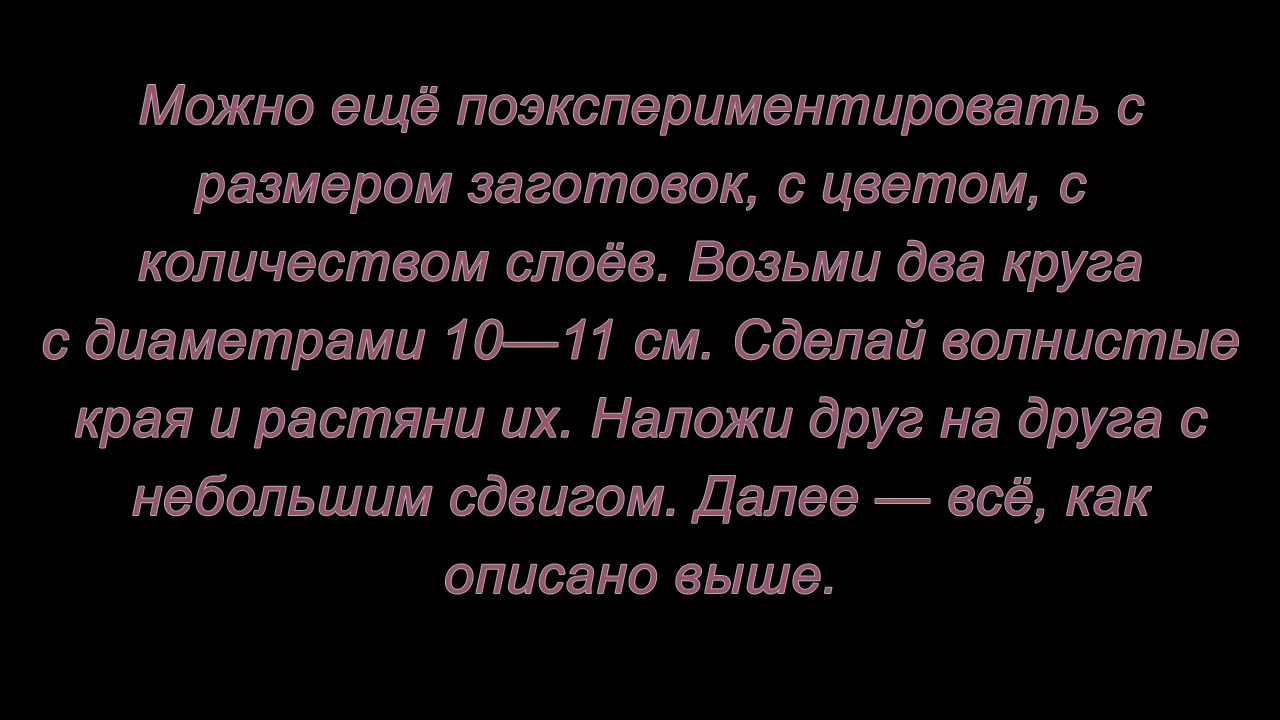 Можно ещё поэкспериментировать с
размером заготовок, с цветом, с
количеством слоёв. Возьми два круга
с диаметрами 10—11 см. Сделай волнистые
края и растяни их. Наложи друг на друга с
небольшим сдвигом. Далее — всё, как
описано выше.